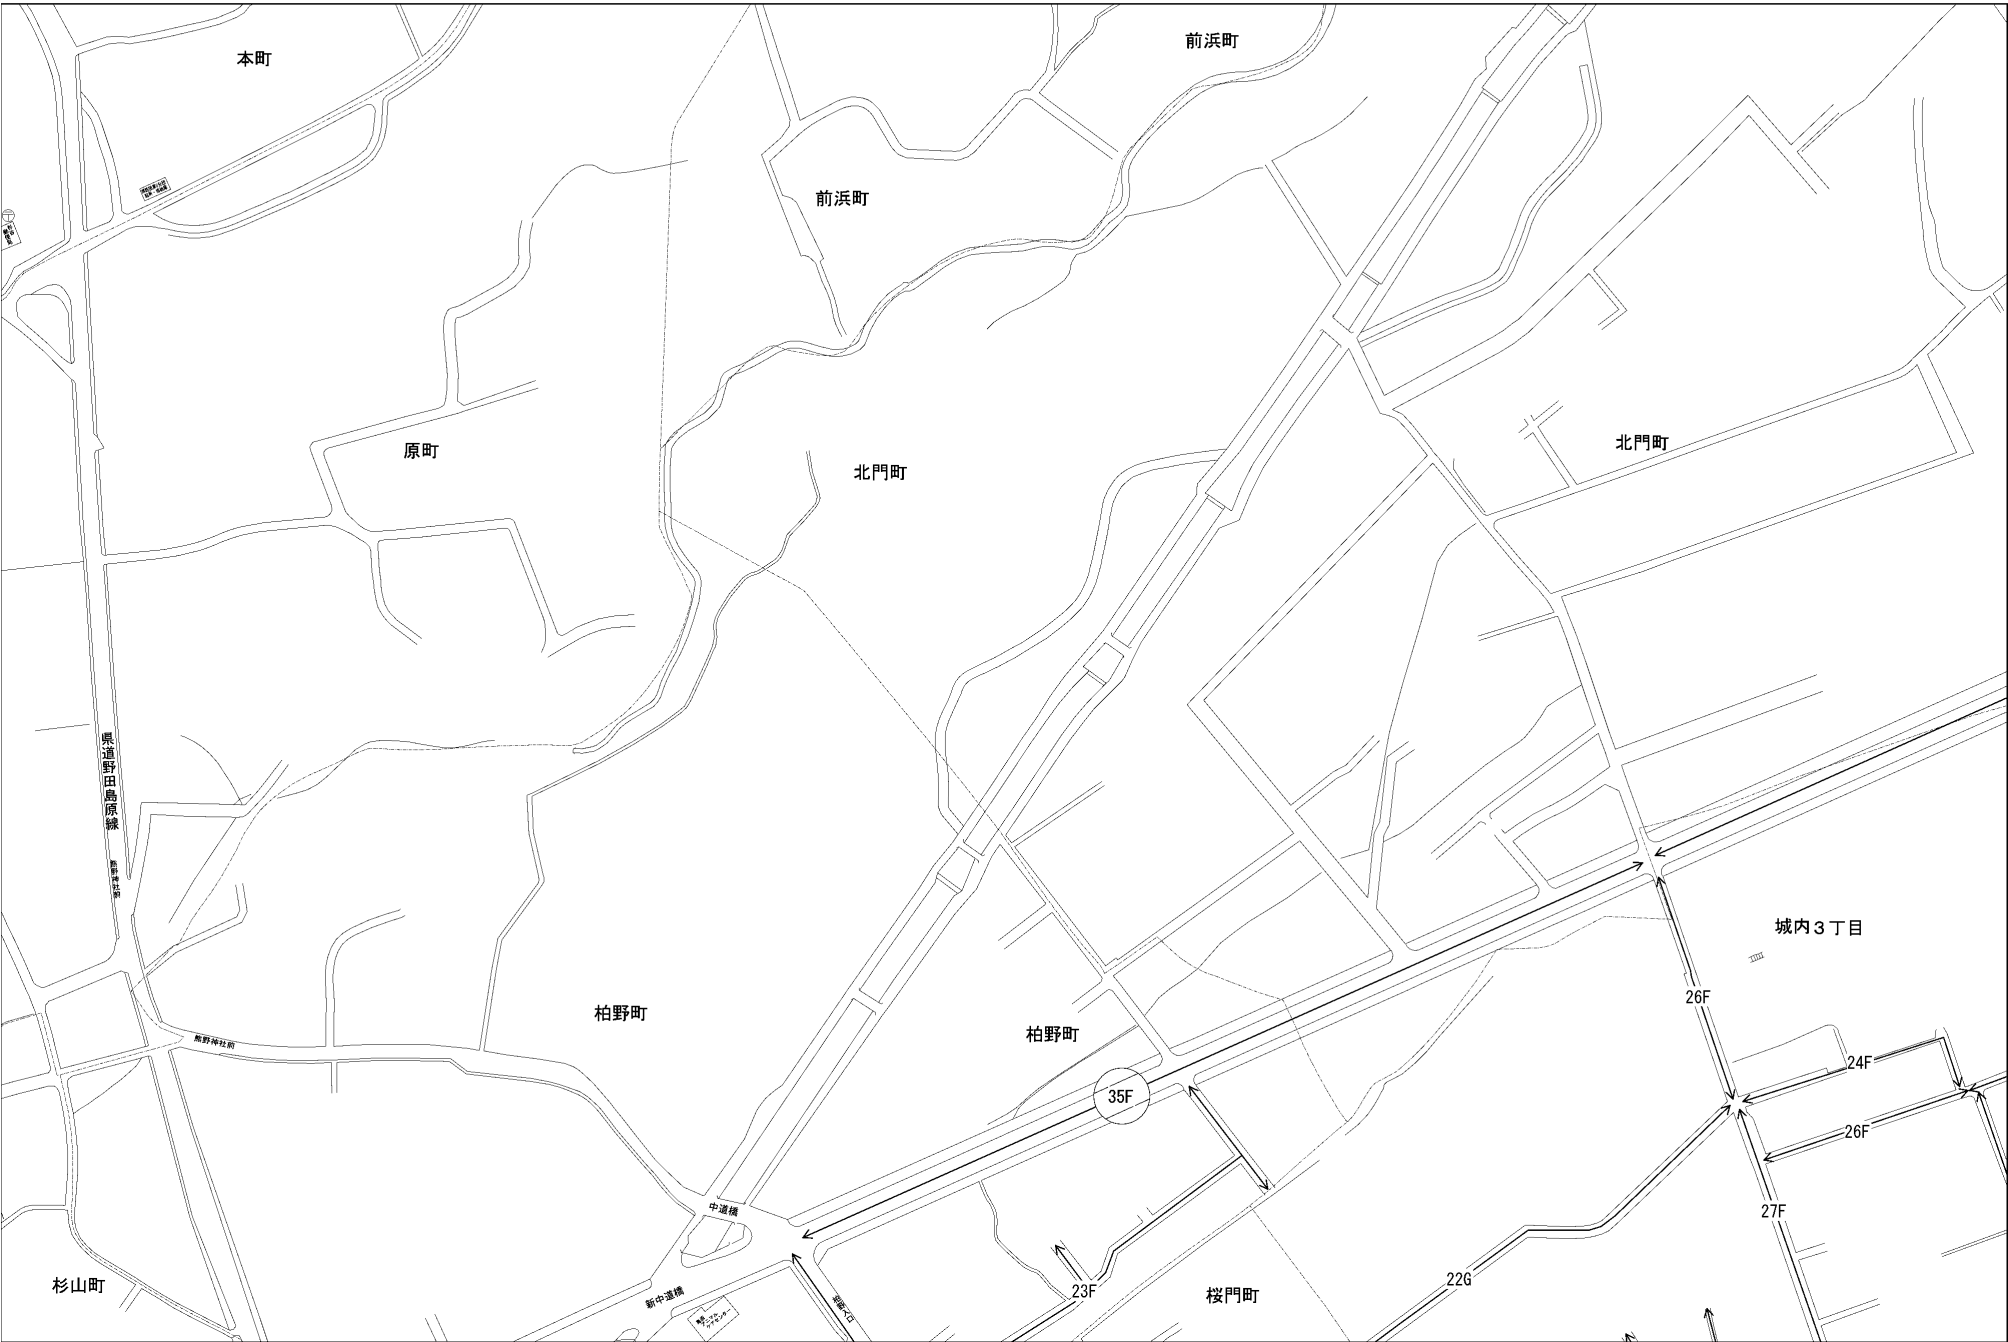 本町
前浜町
前浜町
原町
北門町
北門町
県道野田島原線
熊野神社前
城内3丁目
26F
柏野町
柏野町
熊野神社前
24F
35F
26F
中道橋
27F
杉山町
新中道橋
23F
桜門町
22G